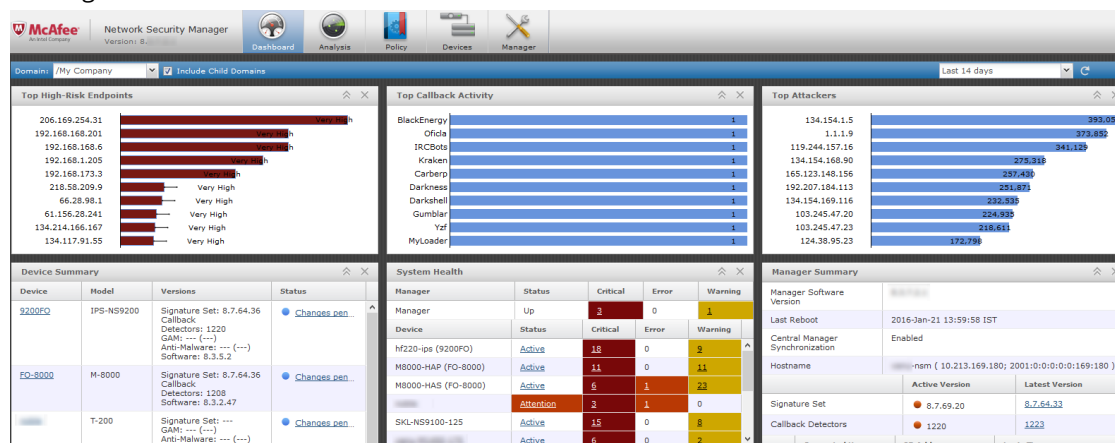 McAfee
An Intel Company
Network Security Manager
Version: 8.
Dashboard
Analysis
Policy
Devices
Manager
Domain: /My Company
Include Child Domains
Last 14 days
Top High-Risk Endpoints
206.169.254.31 Very High
192.168.168.201 Very High
192.168.168.6 Very High
192.168.1.205 Very High
192.168.173.3 Very High
218.58.209.9 Very High
66.28.98.1 Very High
61.156.28.241 Very High
134.214.166.167 Very High
134.117.91.55 Very High
Top Callback Activity
BlackEnergy 1
Oficla 1
IRCBots 1
Kraken 1
Carberp 1
Darkness 1
Darkshell 1
Gumblar 1
Yzf 1
MyLoader 1
Top Attackers
134.154.1.5 393,05
1.1.1.9 373,852
119.244.157.16 341,129
134.154.168.90 275,318
165.123.148.156 257,430
192.207.184.113 251,871
134.154.169.116 232,535
103.245.47.20 224,935
103.245.47.23 218,611
124.38.95.23 172,798
Device Summary
Device Model Versions Status
9200FO IPS-NS9200 Signature Set: 8.7.64.36 Changes pen...
Callback
Detectors: 1220
GAM: --- (---)
Anti-Malware: --- (---)
Software: 8.3.5.2
FO-8000 M-8000 Signature Set: 8.7.64.36 Changes pen...
Callback
Detectors: 1208
Software: 8.3.2.47
T-200 Signature Set: --- Changes pen...
GAM: --- (---)
Anti-Malware: --- (---)
System Health
Manager Status Critical Error Warning
Manager Up 3 0 1
Device Status Critical Error Warning
hf220-ips (9200FO) Active 18 0 9
M8000-HAP (FO-8000) Active 11 0 11
M8000-HAS (FO-8000) Active 6 1 23
Attention 3 1 0
SKL-NS9100-125 Active 15 0 8
Active 6 0 2
Manager Summary
Manager Software
Version
Last Reboot 2016-Jan-21 13:59:58 IST
Central Manager
Synchronization Enabled
Hostname -nsm ( 10.213.169.180; 2001:0:0:0:0:0:169:180 )
Active Version Latest Version
Signature Set 8.7.69.20 8.7.64.33
Callback Detectors 1220 1223